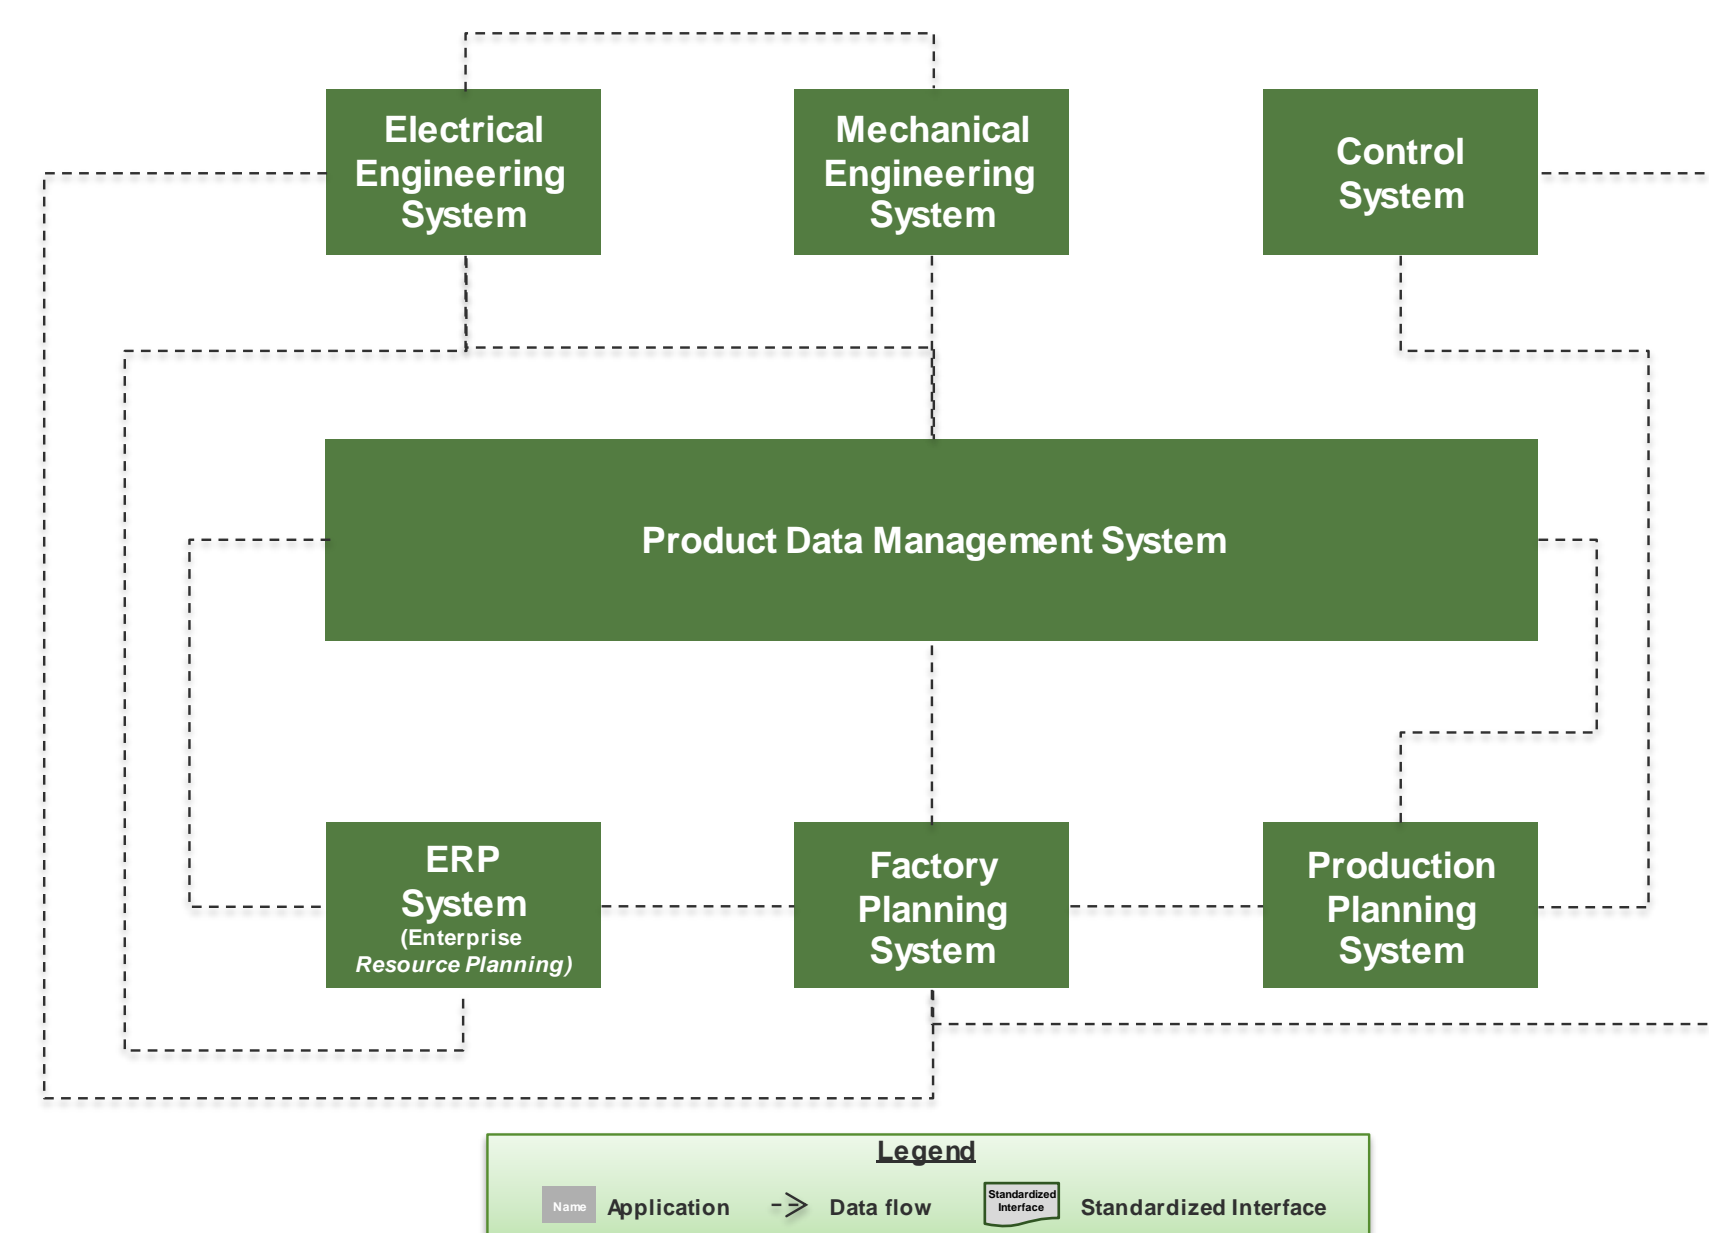 Electrical
Engineering
System
Mechanical
Engineering
System
Control
System
Product Data Management System
ERP
System
(Enterprise
Resource Planning)
Factory
Planning
System
Production
Planning
System
Legend
Name
Application
Data flow
Standardized
Interface
Standardized Interface